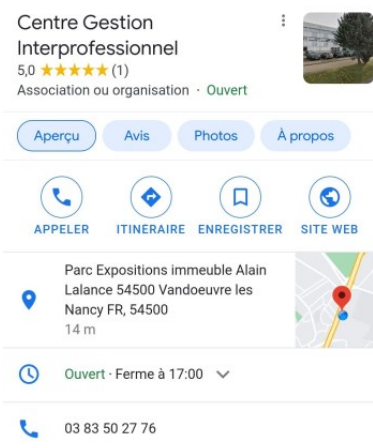 Centre Gestion
Interprofessionnel
5,0 ★★★★★ (1)
Association ou organisation · Ouvert
Aperçu Avis Photos À propos
APPELER ITINÉRAIRE ENREGISTRER SITE WEB
Parc Expositions immeuble Alain
Lalance 54500 Vandoeuvre les
Nancy FR, 54500
14 m
Ouvert · Ferme à 17:00
03 83 50 27 76